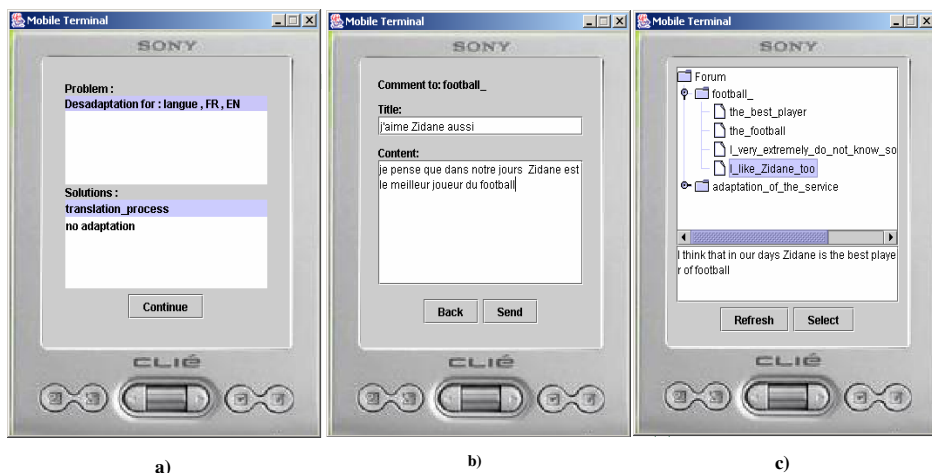 Mobile Terminal
SONY
Problem :
Desadaptation for : langue , FR , EN
Solutions :
translation_process
no adaptation
Continue
CLIÉ
a)
Mobile Terminal
SONY
Comment to: football_
Title:
j'aime Zidane aussi
Content:
je pense que dans notre jours Zidane est
le meilleur joueur du football
Back Send
CLIÉ
b)
Mobile Terminal
SONY
Forum
football_
the_best_player
the_football
I_very_extremely_do_not_know_so
I_like_Zidane_too
adaptation_of_the_service
I think that in our days Zidane is the best playe
r of football
Refresh Select
CLIÉ
c)